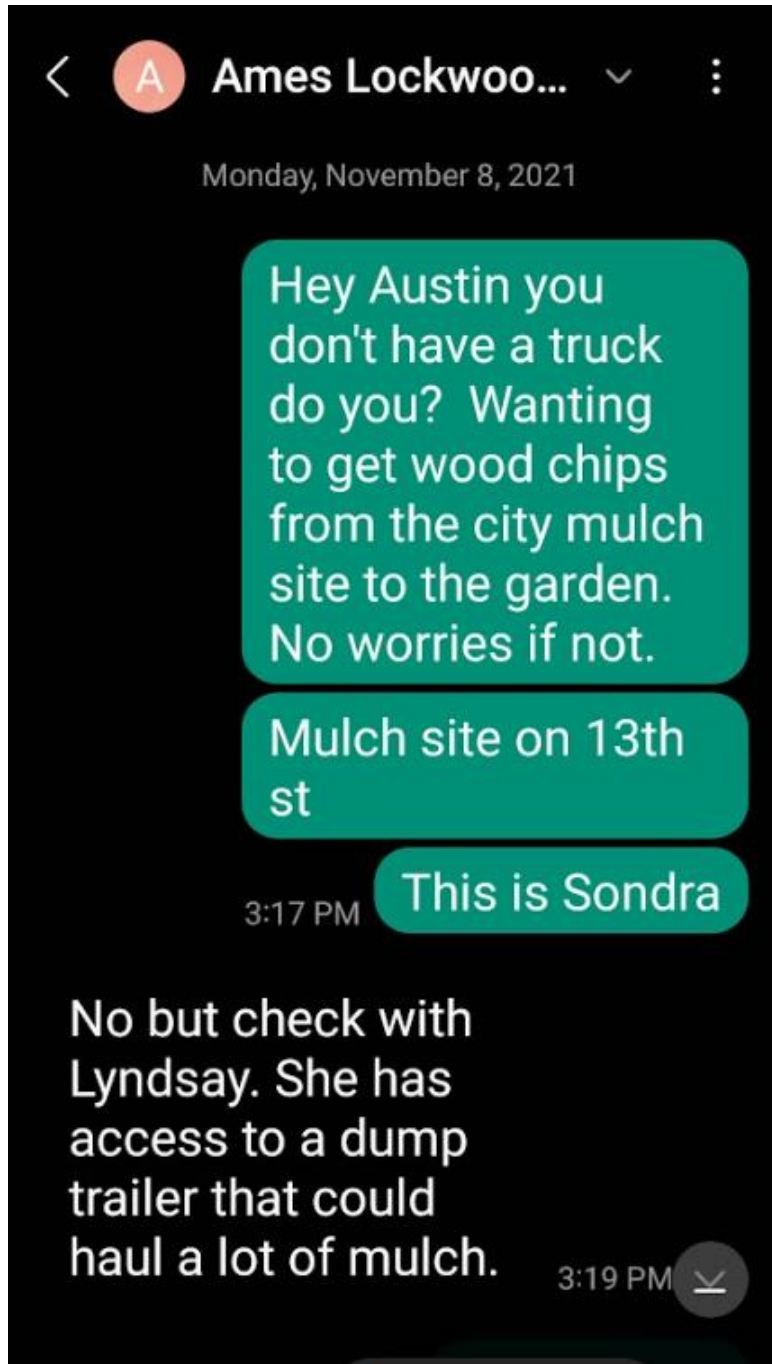 A
Ames Lockwoo...
Monday, November 8, 2021
Hey Austin you
don't have a truck
do you?  Wanting
to get wood chips
from the city mulch
site to the garden.
No worries if not.
Mulch site on 13th
st
3:17 PM This is Sondra
No but check with
Lyndsay. She has
access to a dump
trailer that could
haul a lot of mulch. 3:19 PM